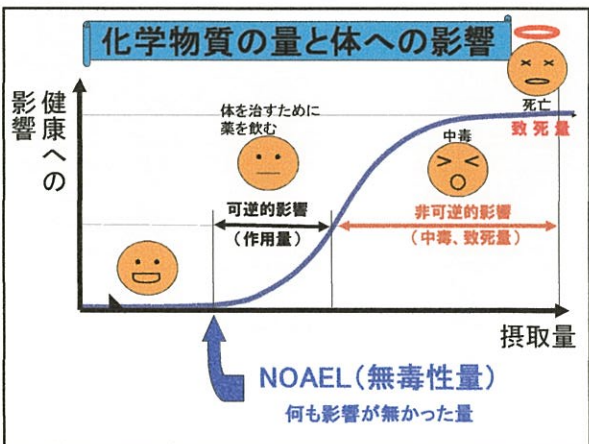 化学物質の量と体への影響
健康への
影響
体を治すために
薬を飲む
死亡
致死量
中毒
可逆的影響
(作用量)
非可逆的影響
(中毒、致死量)
摂取量
NOAEL(無毒性量)
何も影響が無かった量